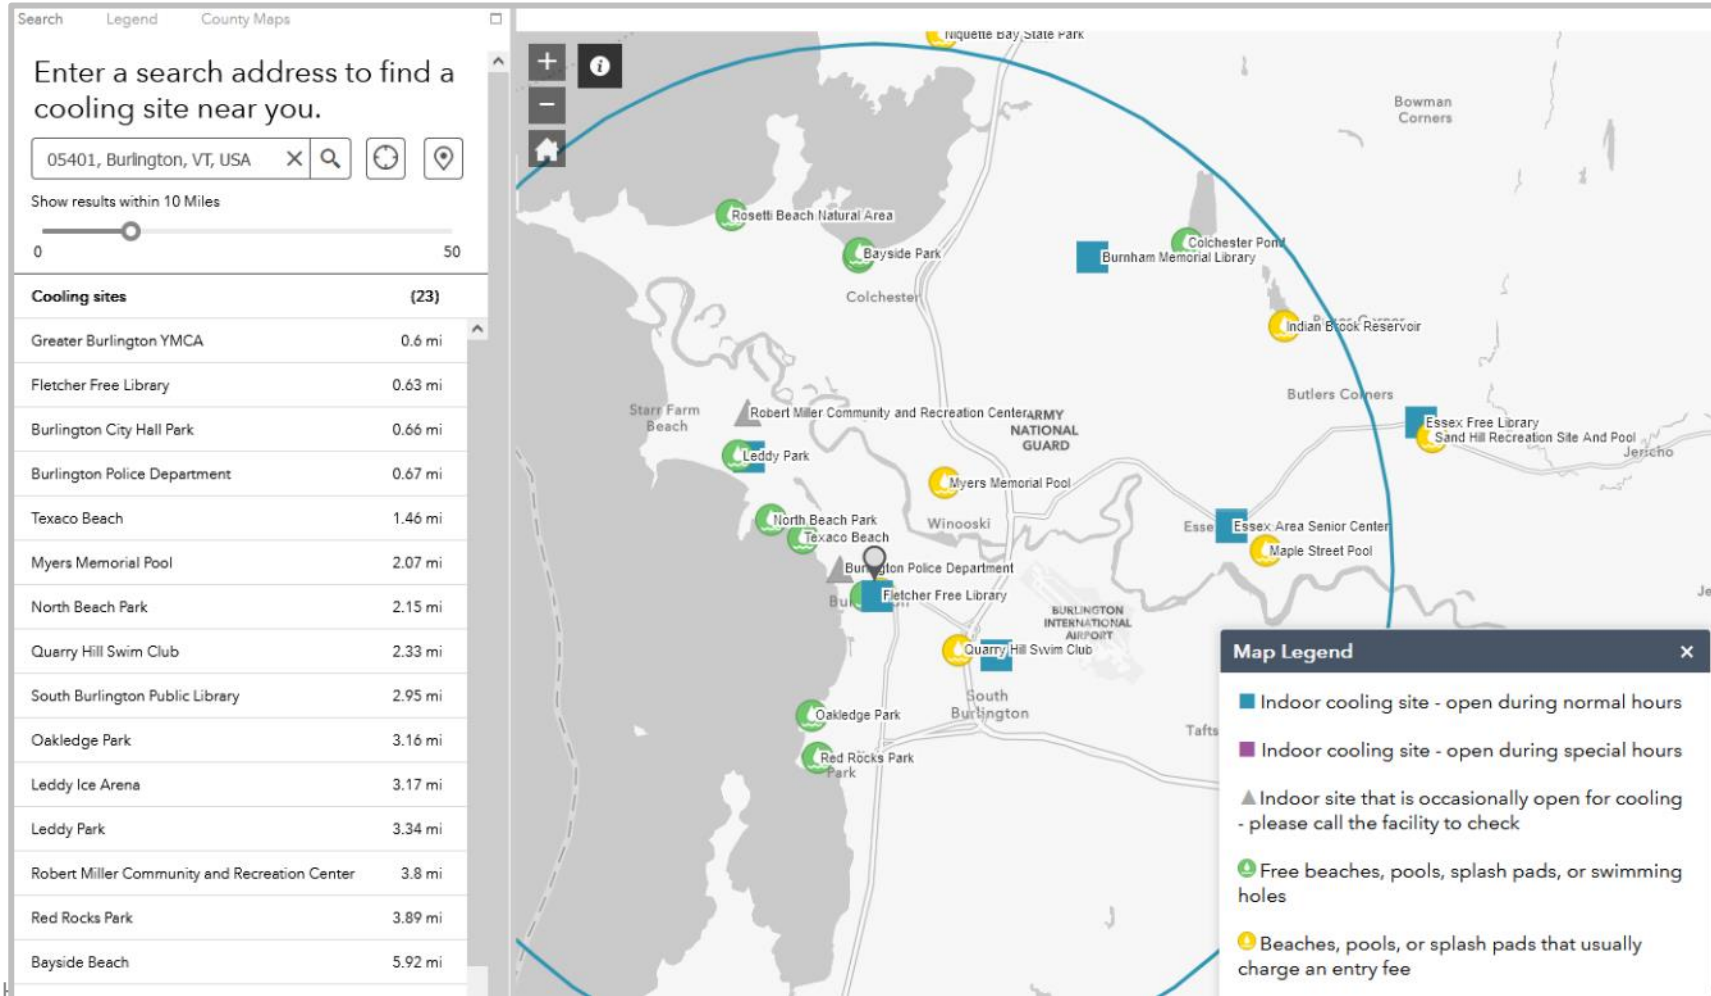 Search Legend County Maps
Enter a search address to find a
cooling site near you.
05401, Burlington, VT, USA
Show results within 10 Miles
0 50
Cooling sites (23)
Greater Burlington YMCA 0.6 mi
Fletcher Free Library 0.63 mi
Burlington City Hall Park 0.66 mi
Burlington Police Department 0.67 mi
Texaco Beach 1.46 mi
Myers Memorial Pool 2.07 mi
North Beach Park 2.15 mi
Quarry Hill Swim Club 2.33 mi
South Burlington Public Library 2.95 mi
Oakledge Park 3.16 mi
Leddy Ice Arena 3.17 mi
Leddy Park 3.34 mi
Robert Miller Community and Recreation Center 3.8 mi
Red Rocks Park 3.89 mi
Bayside Beach 5.92 mi
Niquette Bay State Park
Bowman
Corners
Rosetti Beach Natural Area
Bayside Park
Colchester Pond
Burnham Memorial Library
Colchester
Indian Brook Reservoir
Butlers Corners
Starr Farm
Beach
Robert Miller Community and Recreation Center
ARMY
NATIONAL
GUARD
Essex Free Library
Sand Hill Recreation Site And Pool
Jericho
Leddy Park
Myers Memorial Pool
North Beach Park
Winooski
Texaco Beach
Essex Area Senior Center
Maple Street Pool
Burlington Police Department
Fletcher Free Library
BURLINGTON
INTERNATIONAL
AIRPORT
Quarry Hill Swim Club
South
Burlington
Oakledge Park
Tafts
Red Rocks Park
Park
Map Legend
Indoor cooling site - open during normal hours
Indoor cooling site - open during special hours
Indoor site that is occasionally open for cooling
- please call the facility to check
Free beaches, pools, splash pads, or swimming
holes
Beaches, pools, or splash pads that usually
charge an entry fee